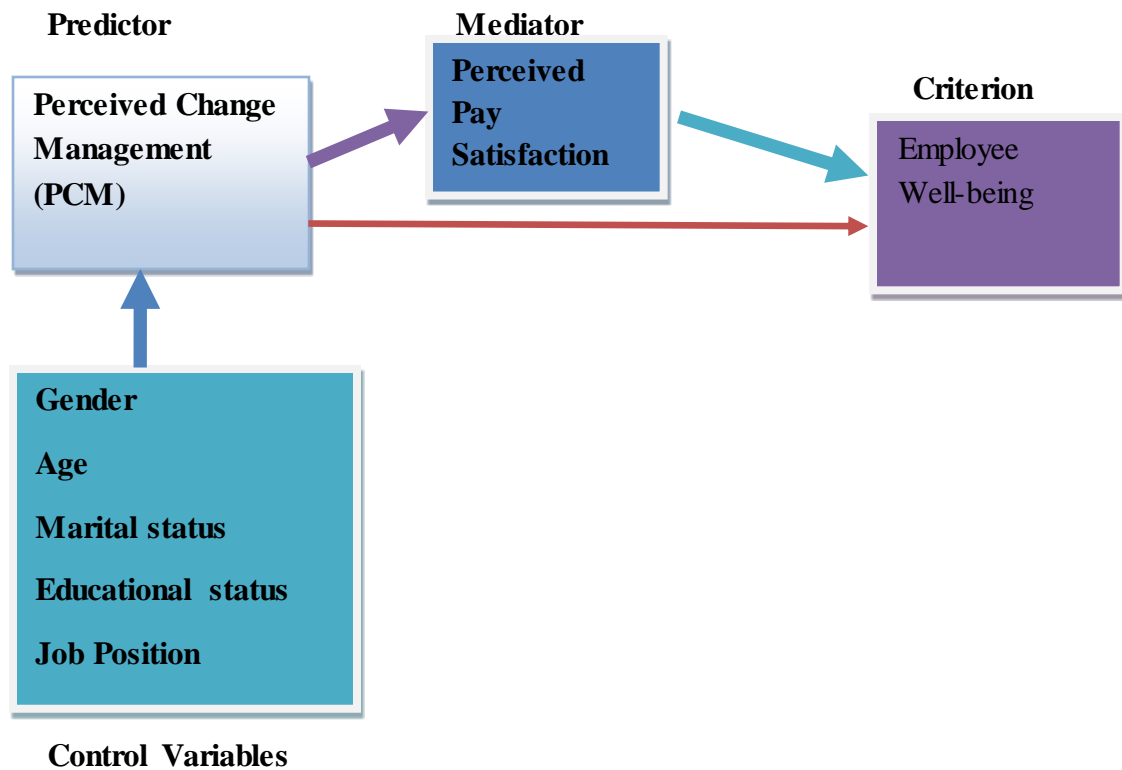 Predictor
Perceived Change
Management
(PCM)
Mediator
Perceived
Pay
Satisfaction
Criterion
Employee
Well-being
Gender
Age
Marital status
Educational status
Job Position
Control Variables